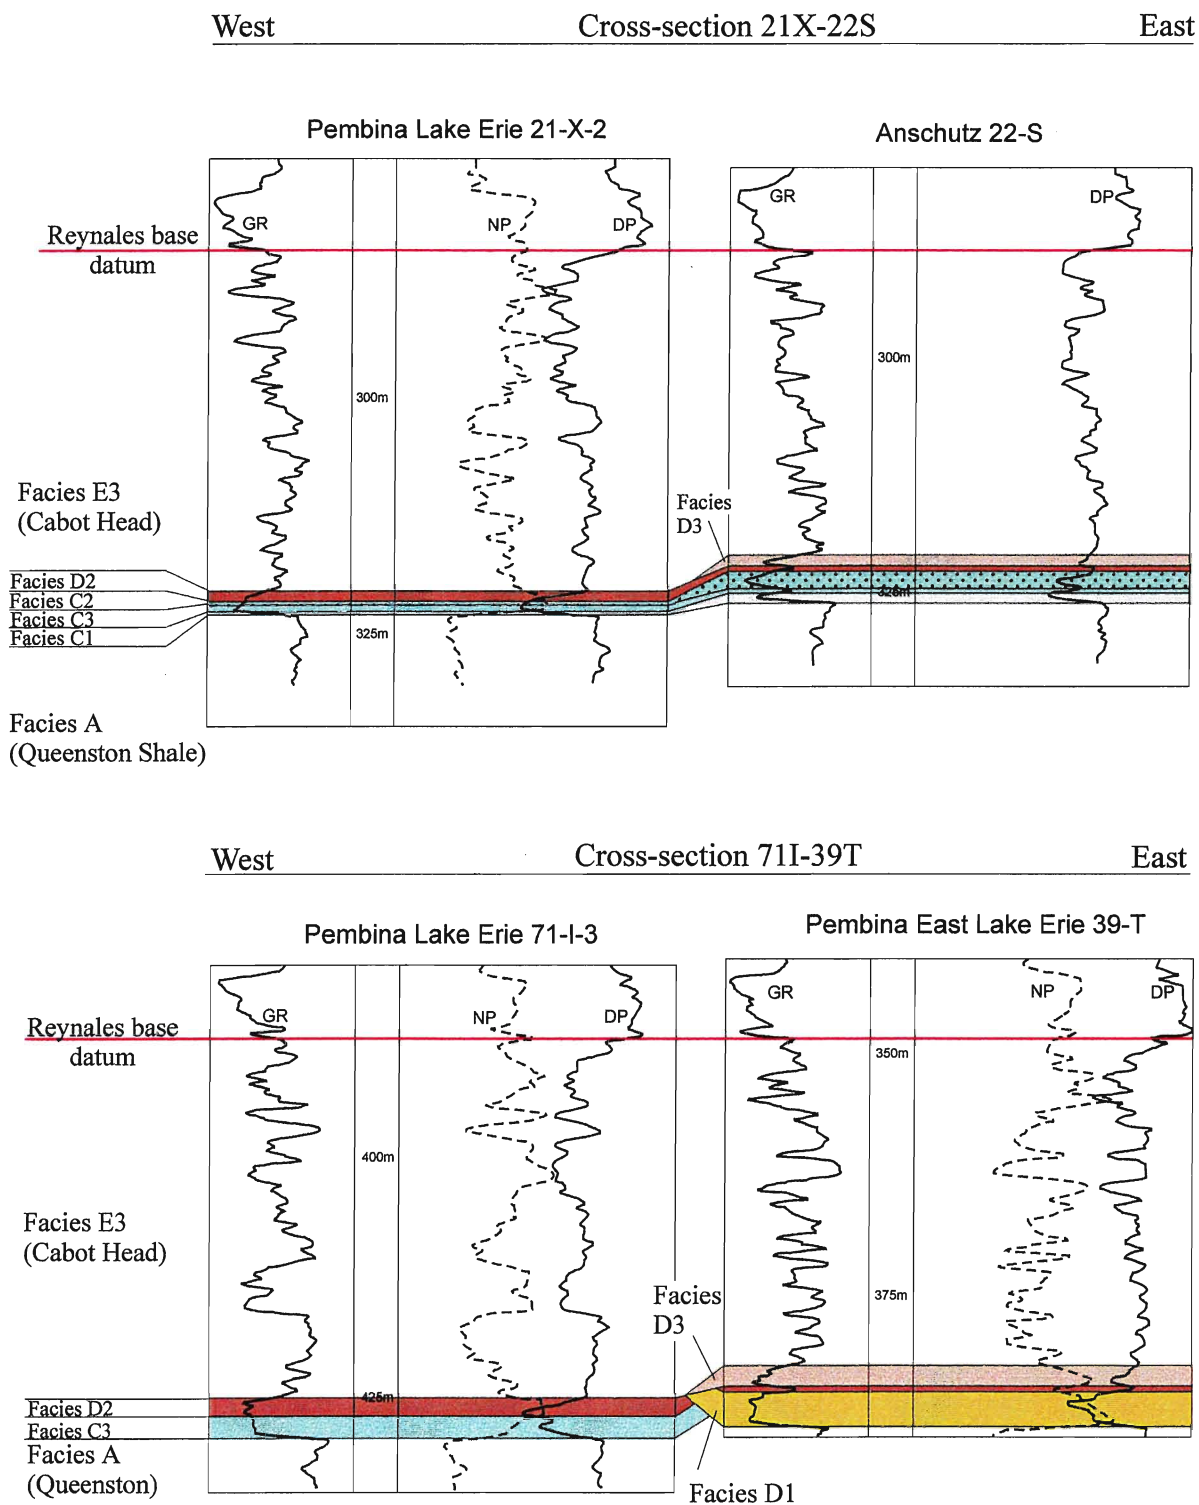 West Cross-section 21X-22S East
Pembina Lake Erie 21-X-2
Anschutz 22-S
GR NP DP
GR DP
Reynales base
datum
300m
300m
Facies E3
(Cabot Head)
Facies
D3
Facies D2
Facies C2
Facies C3
Facies C1
325m
325m
Facies A
(Queenston Shale)
West Cross-section 71I-39T East
Pembina Lake Erie 71-I-3
Pembina East Lake Erie 39-T
GR NP DP
GR NP DP
Reynales base
datum
350m
400m
Facies E3
(Cabot Head)
375m
Facies
D3
425m
Facies D2
Facies C3
Facies A
(Queenston)
Facies D1